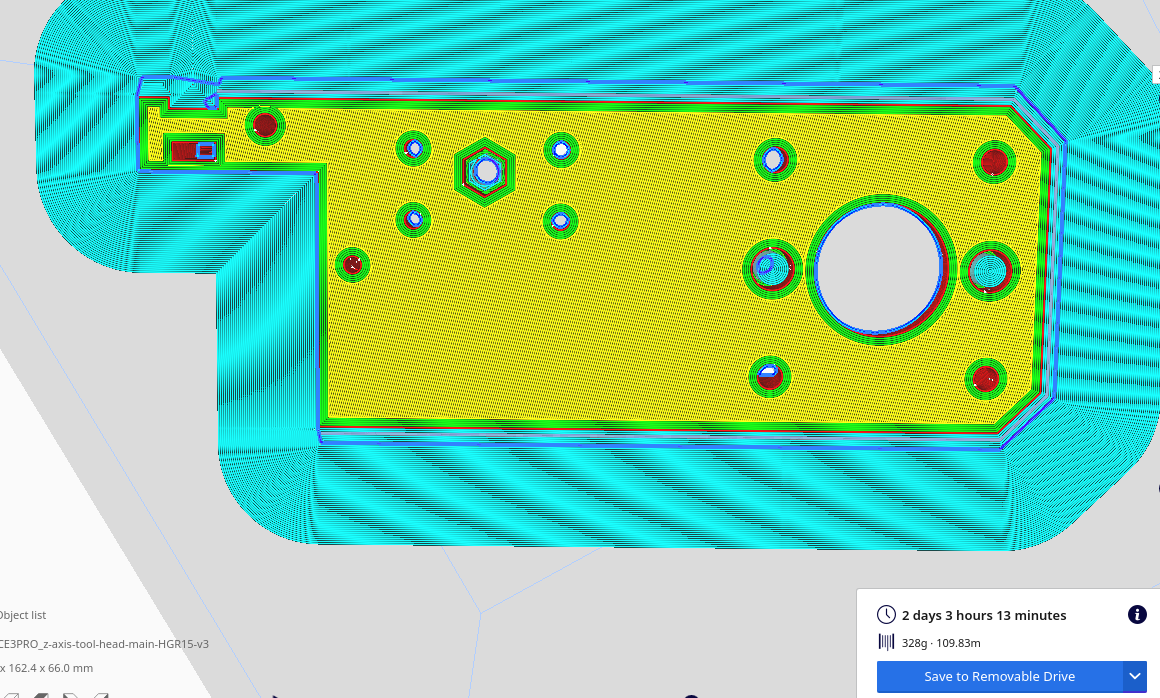 Object list
CE3PRO_z-axis-tool-head-main-HGR15-v3
x 162.4 x 66.0 mm
2 days 3 hours 13 minutes
328g · 109.83m
Save to Removable Drive